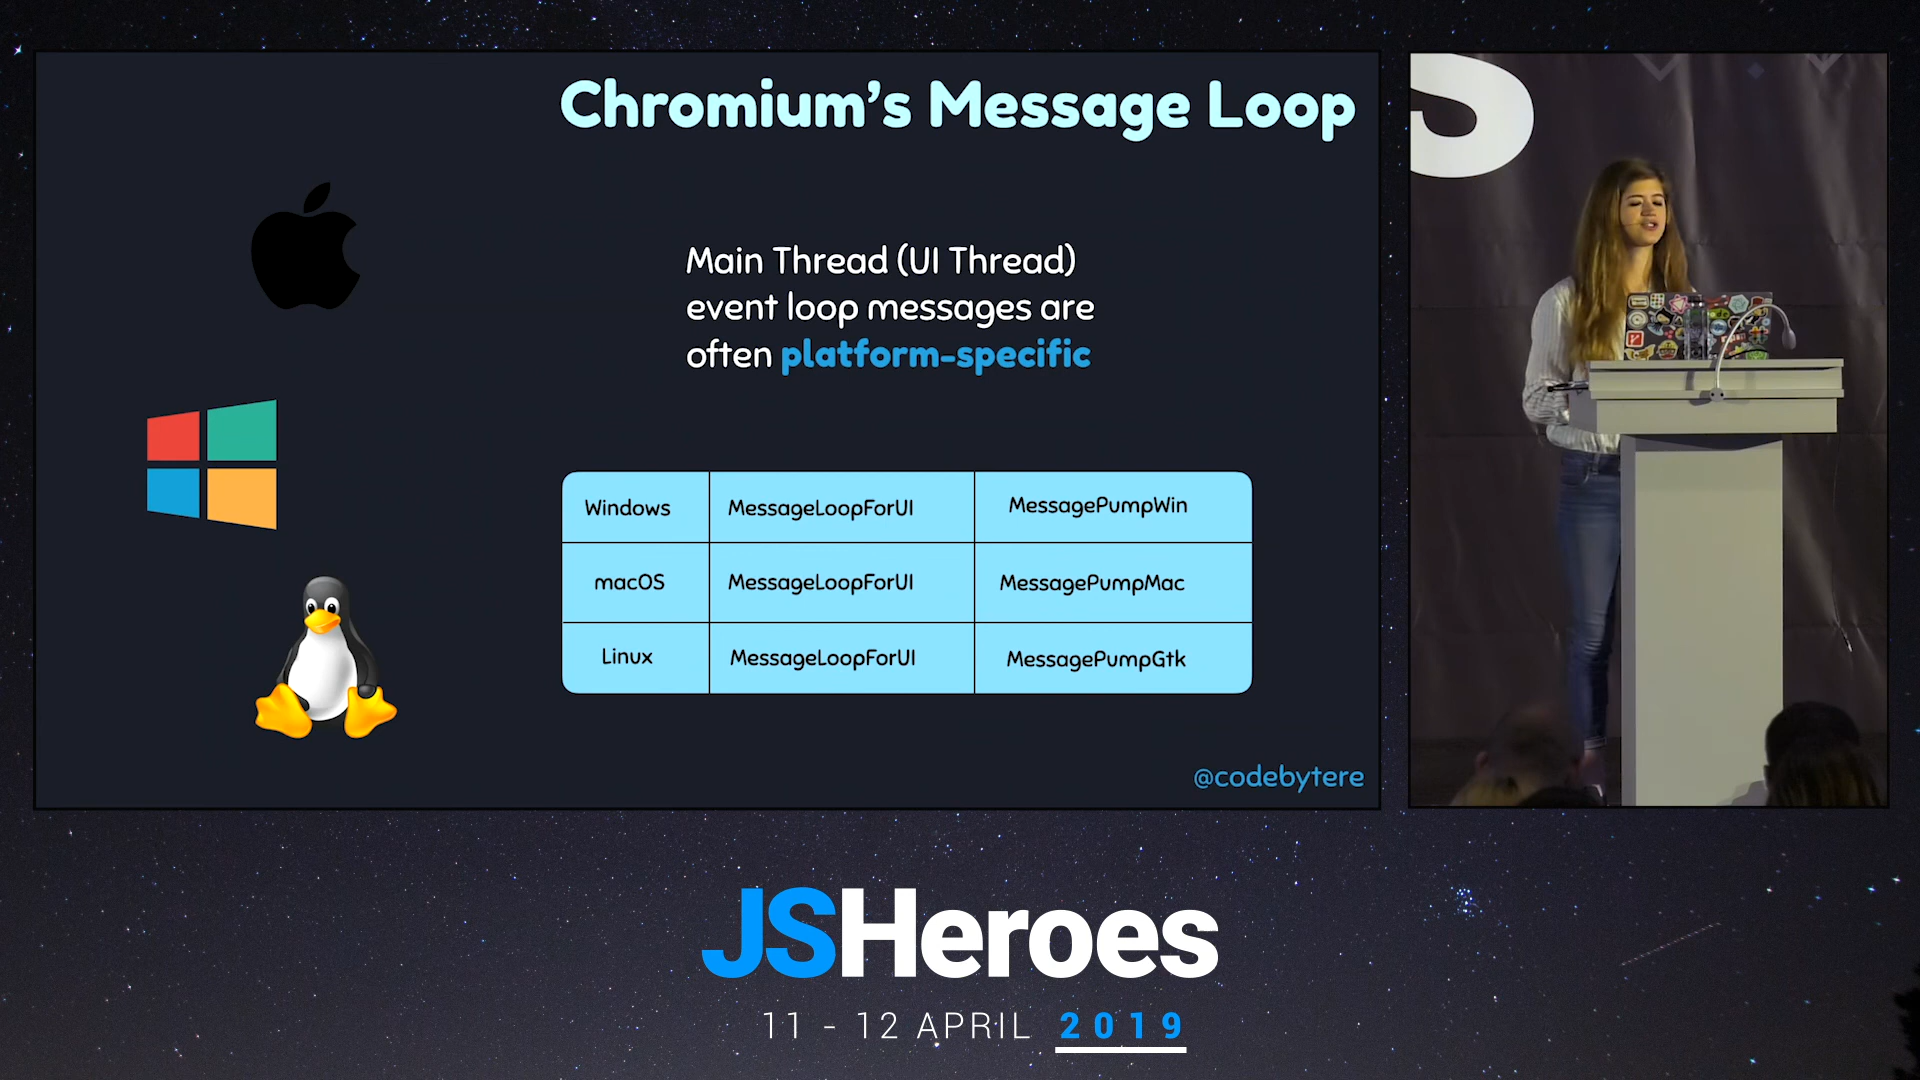 Chromium's Message Loop
Main Thread (UI Thread)
event loop messages are
often platform-specific
Windows MessageLoopForUI MessagePumpWin
macOS MessageLoopForUI MessagePumpMac
Linux MessageLoopForUI MessagePumpGtk
@codebytere
S
JSHeroes
11 - 12 APRIL 2019